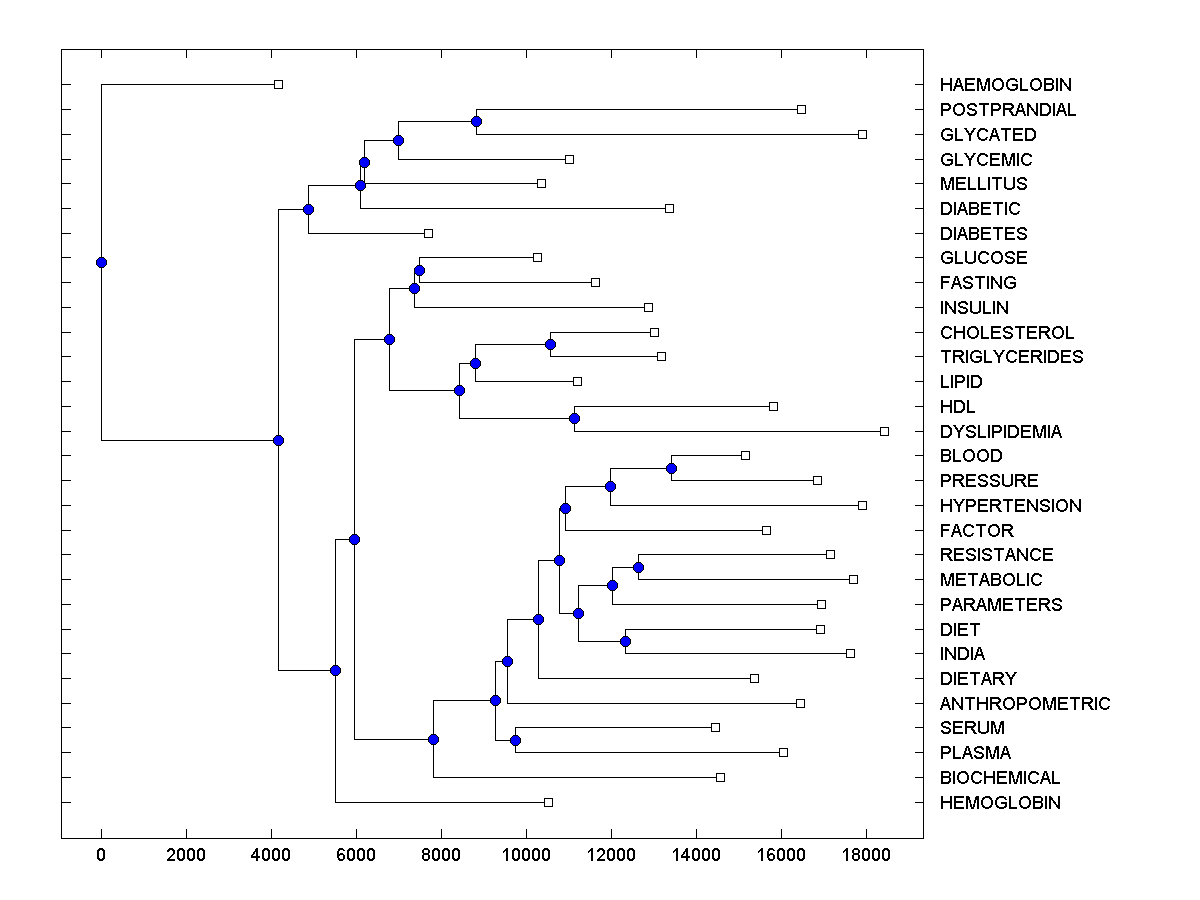 HAEMOGLOBIN
POSTPRANDIAL
GLYCATED
GLYCEMIC
MELLITUS
DIABETIC
DIABETES
GLUCOSE
FASTING
INSULIN
CHOLESTEROL
TRIGLYCERIDES
LIPID
HDL
DYSLIPIDEMIA
BLOOD
PRESSURE
HYPERTENSION
FACTOR
RESISTANCE
METABOLIC
PARAMETERS
DIET
INDIA
DIETARY
ANTHROPOMETRIC
SERUM
PLASMA
BIOCHEMICAL
HEMOGLOBIN
0 2000 4000 6000 8000 10000 12000 14000 16000 18000